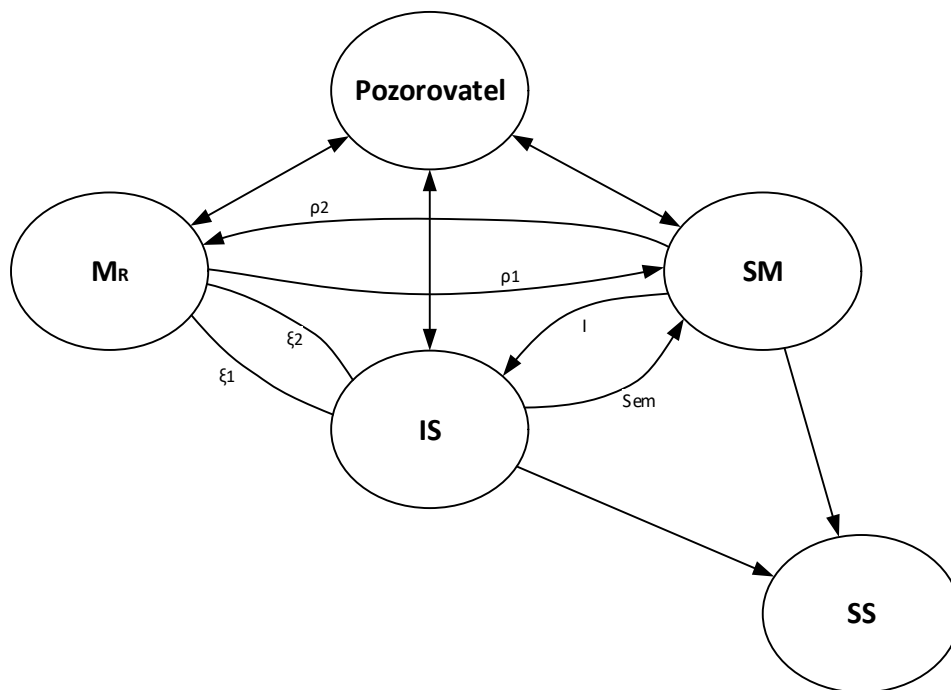 Pozorovatel
ρ2
MR
SM
ρ1
I
ξ2
ξ1
Sem
IS
SS